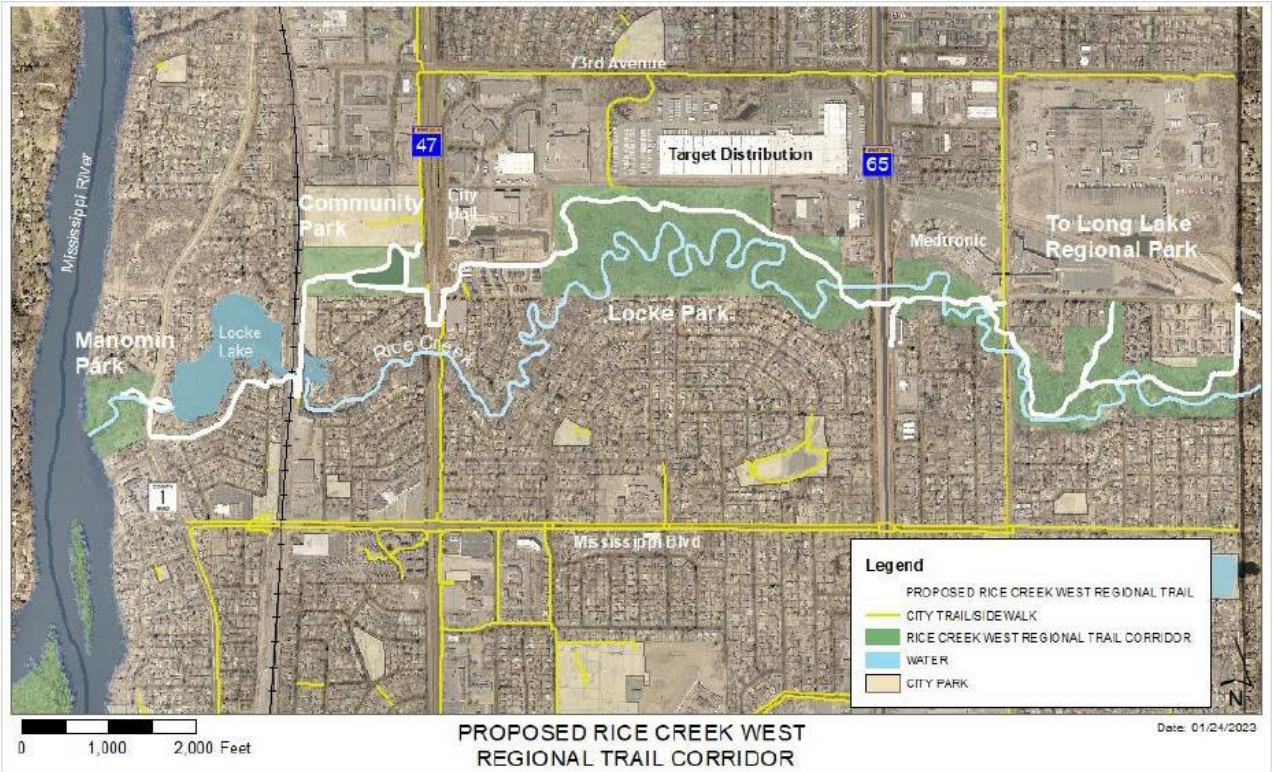 73rd Avenue
47
Target Distribution
65
Mississippi River
Community
Park
City
Hall
Medtronic
To Long Lake
Regional Park
Manomin
Park
Locke
Lake
Rice Creek
Locke Park
COUNTY
1
Mississippi Blvd
Legend
PROPOSED RICE CREEK WEST REGIONAL TRAIL
CITY TRAIL/SIDEWALK
RICE CREEK WEST REGIONAL TRAIL CORRIDOR
WATER
CITY PARK
N
0 1,000 2,000 Feet
PROPOSED RICE CREEK WEST
REGIONAL TRAIL CORRIDOR
Date: 01/24/2023